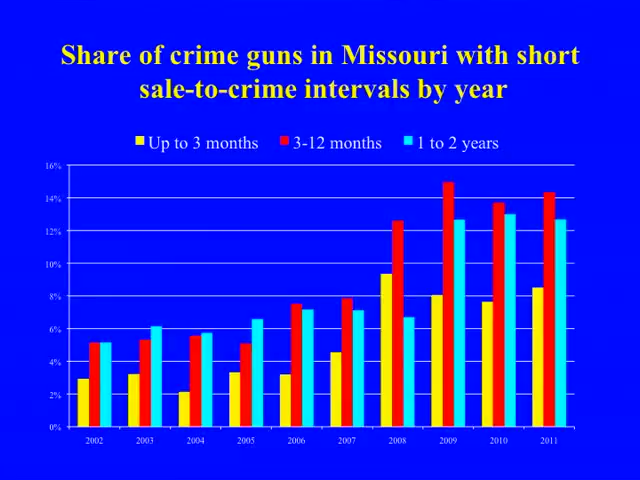 Share of crime guns in Missouri with short
sale-to-crime intervals by year
Up to 3 months 3-12 months 1 to 2 years
16%
14%
12%
10%
8%
6%
4%
2%
0%
2002 2003 2004 2005 2006 2007 2008 2009 2010 2011